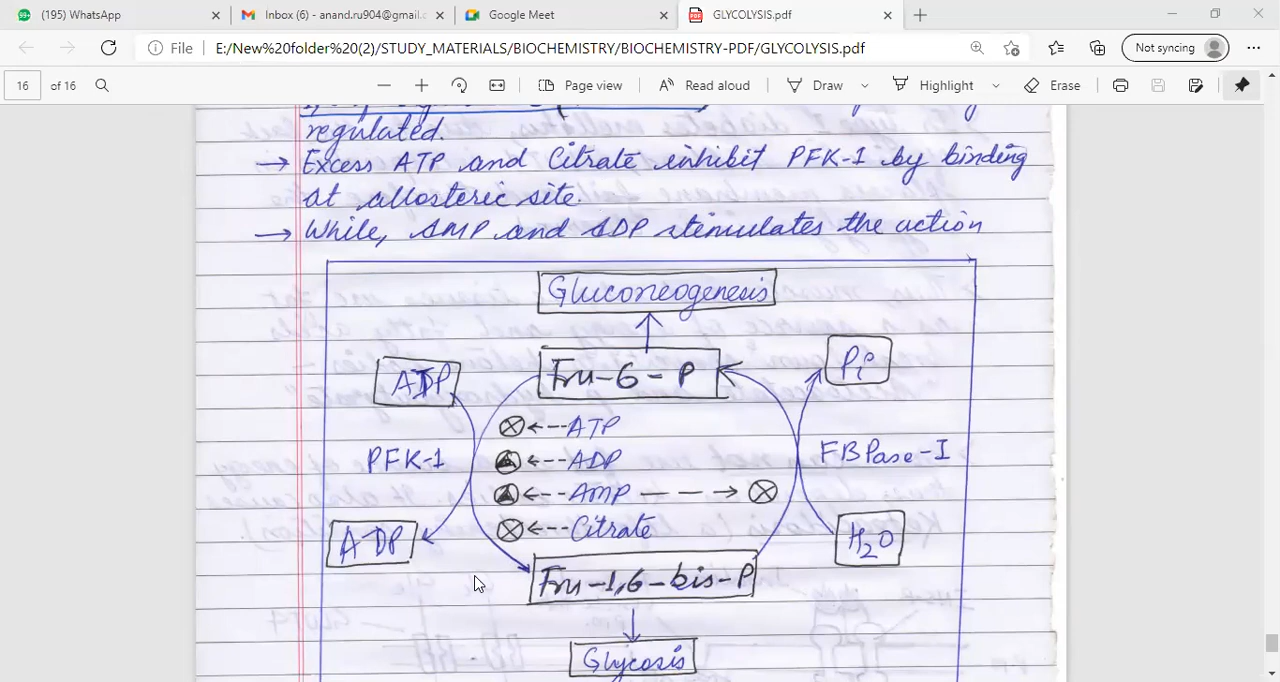 (195) WhatsApp
Inbox (6) - anand.ru904@gmail.c
Google Meet
GLYCOLYSIS.pdf
File
E:/New%20folder%20(2)/STUDY_MATERIALS/BIOCHEMISTRY/BIOCHEMISTRY-PDF/GLYCOLYSIS.pdf
Not syncing
16 of 16
Page view
Read aloud
Draw
Highlight
Erase
regulated.
→ Excess ATP and Citrate inhibit PFK-1 by binding
at allosteric site.
→ While, AMP and ADP stimulates the action
Gluconeogenesis
Fru-6-P
ATP
Pi
⊗ ←-- ATP
PFK-1
←-- ADP
FBPase-I
←-- AMP - - - → ⊗
⊗ ←-- Citrate
ADP
H2O
Fru-1,6-bis-P
Glycosis